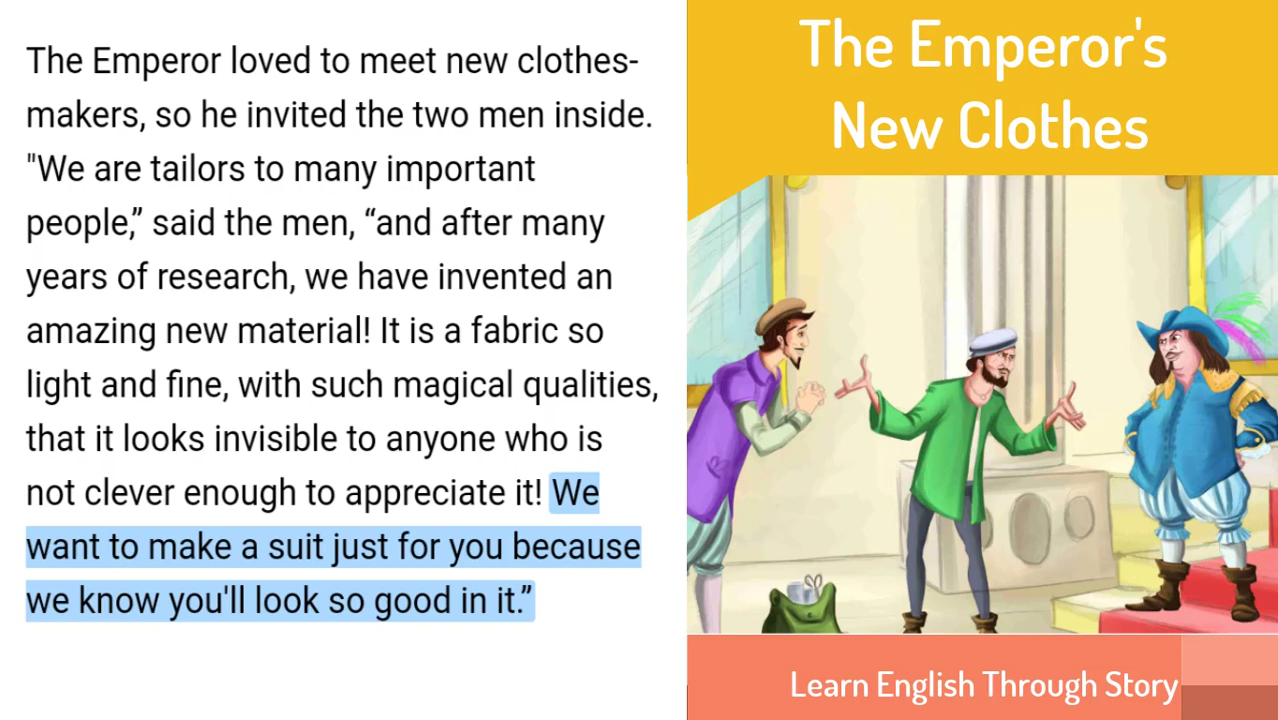 The Emperor loved to meet new clothes-
makers, so he invited the two men inside.
"We are tailors to many important
people,” said the men, “and after many
years of research, we have invented an
amazing new material! It is a fabric so
light and fine, with such magical qualities,
that it looks invisible to anyone who is
not clever enough to appreciate it! We
want to make a suit just for you because
we know you'll look so good in it.”
The Emperor's
New Clothes
Learn English Through Story